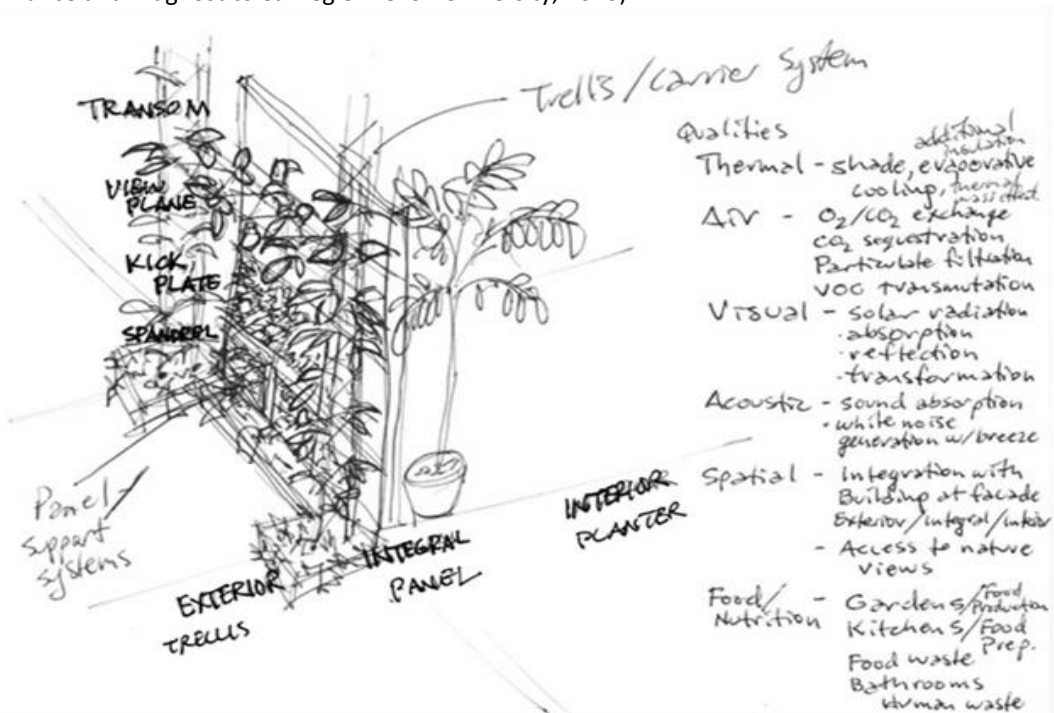 Trellis/Carrier System
TRANSOM
VIEW
PLANE
KICK
PLATE
SPANDREL
Panel
support
systems
EXTERIOR
TRELLIS
INTEGRAL
PANEL
INTERIOR
PLANTER
Qualities
additional
insulation
Thermal - shade, evaporative
cooling, thermal
mass effect
Air - O2/CO2 exchange
CO2 sequestration
Particulate filtration
VOC transmutation
Visual - solar radiation
· absorption
· reflection
· transformation
Acoustic - sound absorption
· white noise
generation w/breeze
Spatial - Integration with
Building at facade
Exterior/integral/interior
- Access to nature
views
Food/ - Gardens/Food
Production
Nutrition Kitchens/Food
Prep.
Food waste
Bathrooms
Human waste